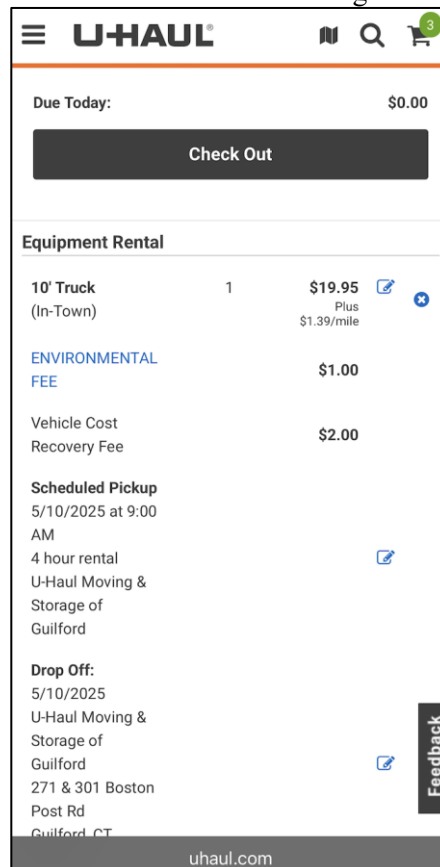 U-HAUL®
3
Due Today: $0.00
Check Out
Equipment Rental
10' Truck 1 $19.95
(In-Town) Plus
$1.39/mile
ENVIRONMENTAL
FEE
$1.00
Vehicle Cost
Recovery Fee
$2.00
Scheduled Pickup
5/10/2025 at 9:00
AM
4 hour rental
U-Haul Moving &
Storage of
Guilford
Drop Off:
5/10/2025
U-Haul Moving &
Storage of
Guilford
271 & 301 Boston
Post Rd
Guilford, CT
Feedback
uhaul.com